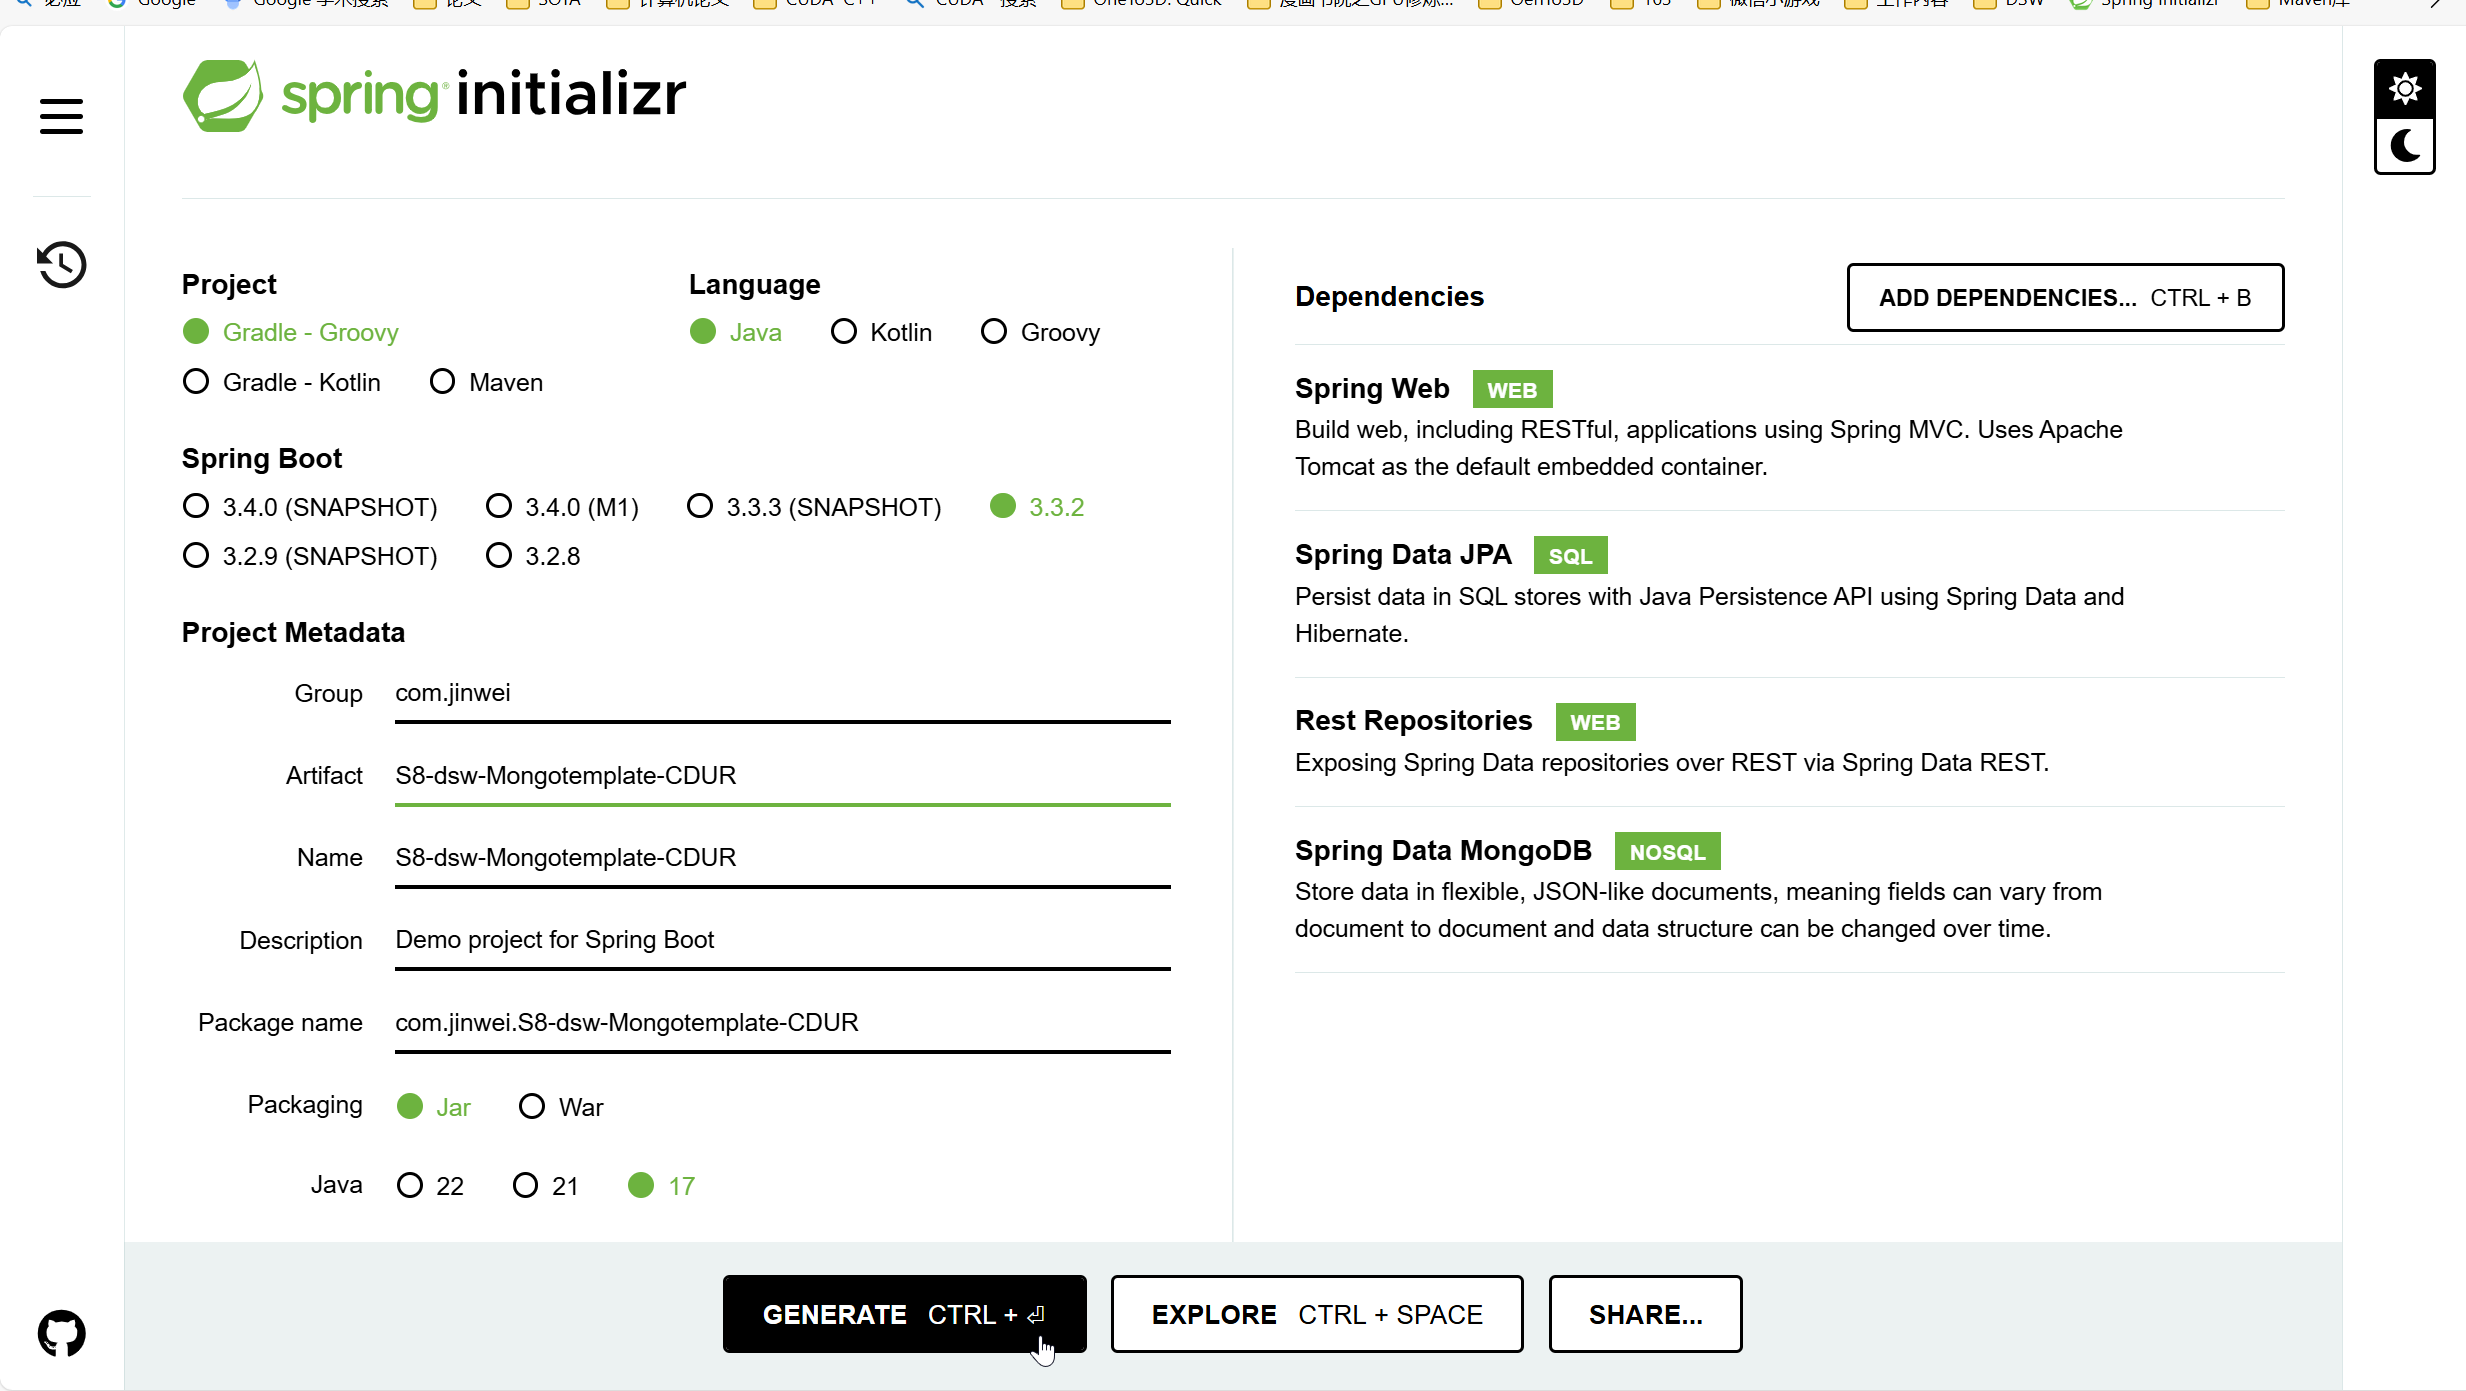 Google
spring initializr
Project
Gradle - Groovy
Gradle - Kotlin
Maven
Language
Java
Kotlin
Groovy
Spring Boot
3.4.0 (SNAPSHOT)
3.4.0 (M1)
3.3.3 (SNAPSHOT)
3.3.2
3.2.9 (SNAPSHOT)
3.2.8
Project Metadata
Group com.jinwei
Artifact S8-dsw-Mongotemplate-CDUR
Name S8-dsw-Mongotemplate-CDUR
Description Demo project for Spring Boot
Package name com.jinwei.S8-dsw-Mongotemplate-CDUR
Packaging Jar War
Java 22 21 17
Dependencies
ADD DEPENDENCIES... CTRL + B
Spring Web WEB
Build web, including RESTful, applications using Spring MVC. Uses Apache
Tomcat as the default embedded container.
Spring Data JPA SQL
Persist data in SQL stores with Java Persistence API using Spring Data and
Hibernate.
Rest Repositories WEB
Exposing Spring Data repositories over REST via Spring Data REST.
Spring Data MongoDB NOSQL
Store data in flexible, JSON-like documents, meaning fields can vary from
document to document and data structure can be changed over time.
GENERATE CTRL + ⏎
EXPLORE CTRL + SPACE
SHARE...